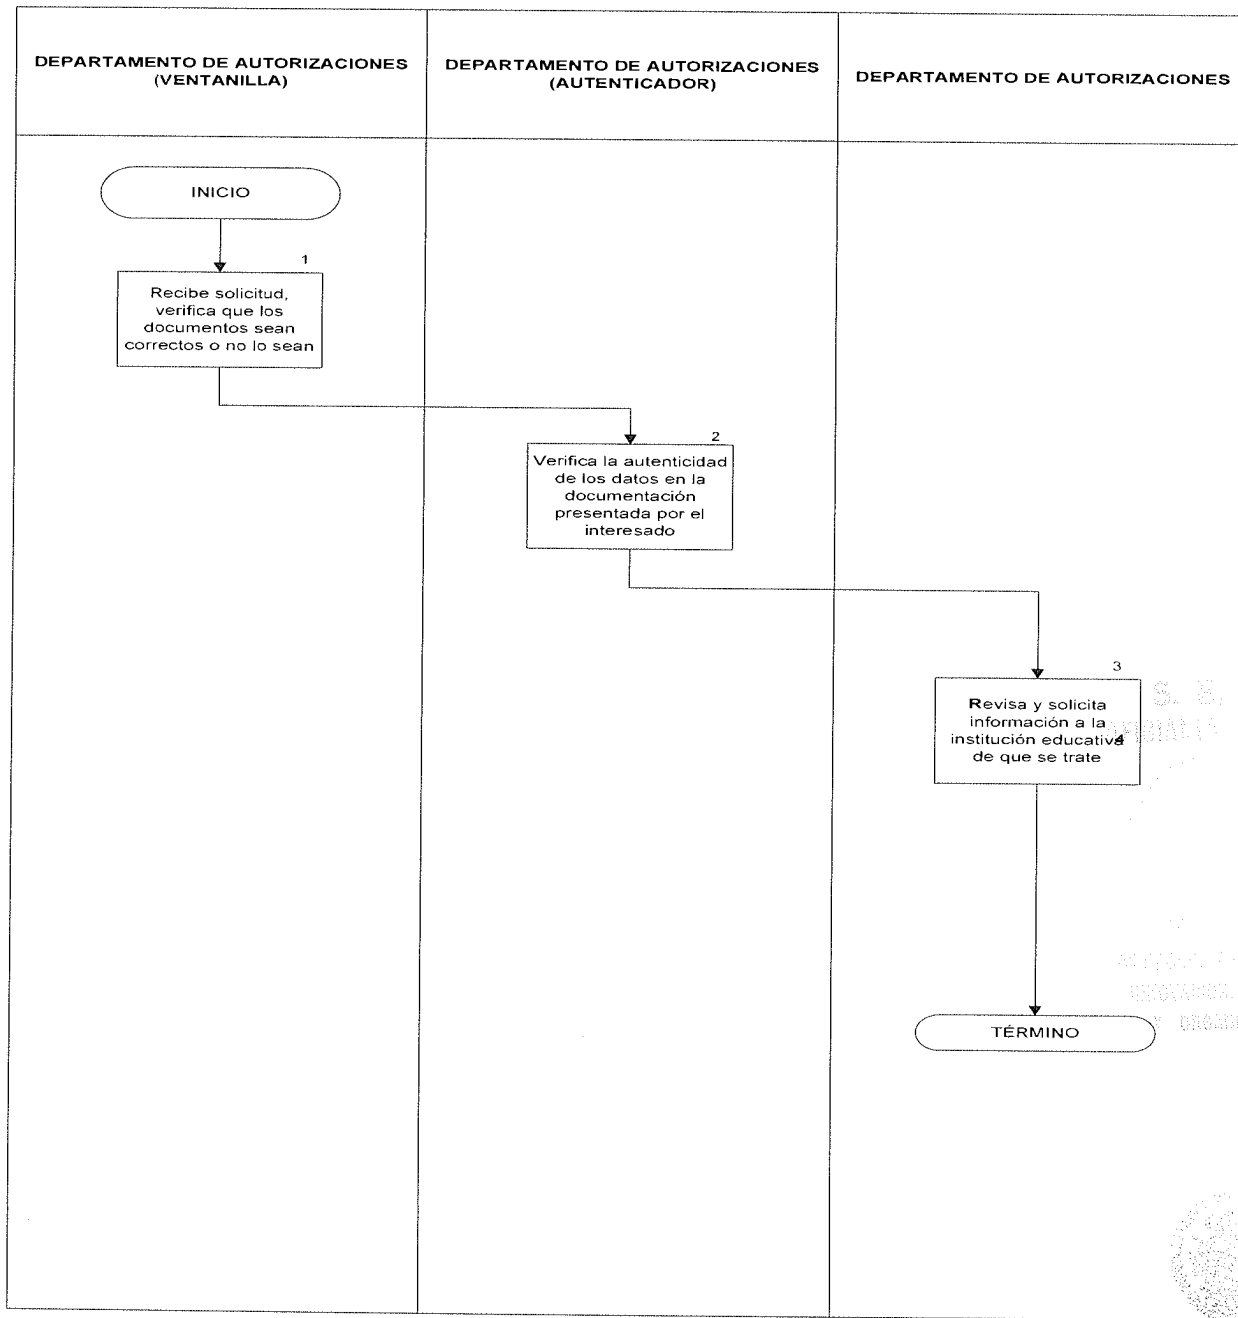 DEPARTAMENTO DE AUTORIZACIONES
(VENTANILLA)
DEPARTAMENTO DE AUTORIZACIONES
(AUTENTICADOR)
DEPARTAMENTO DE AUTORIZACIONES
INICIO
1
Recibe solicitud,
verifica que los
documentos sean
correctos o no lo sean
2
Verifica la autenticidad
de los datos en la
documentación
presentada por el
interesado
3
Revisa y solicita
información a la
institución educativa
4
de que se trate
S. E.
TÉRMINO